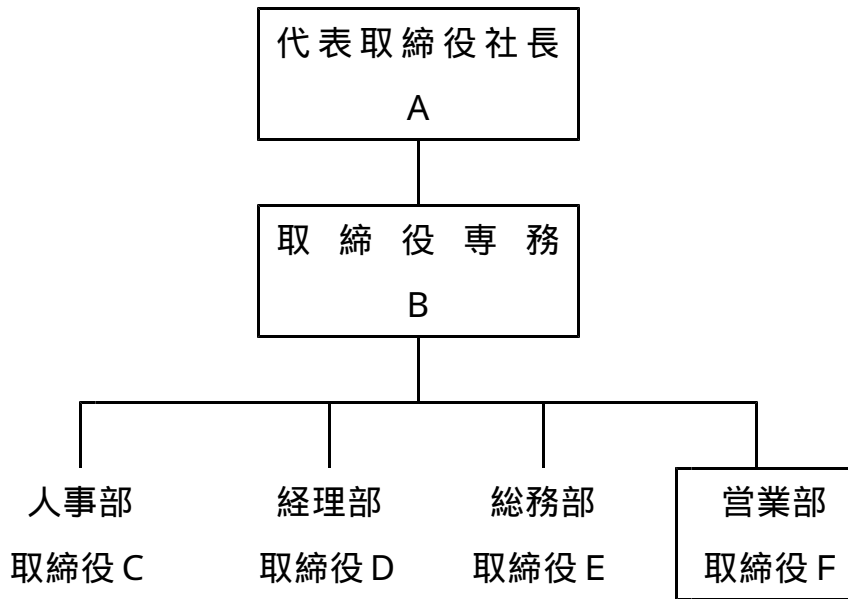 代表取締役社長
A
取締役専務
B
人事部
取締役C
経理部
取締役D
総務部
取締役E
営業部
取締役F